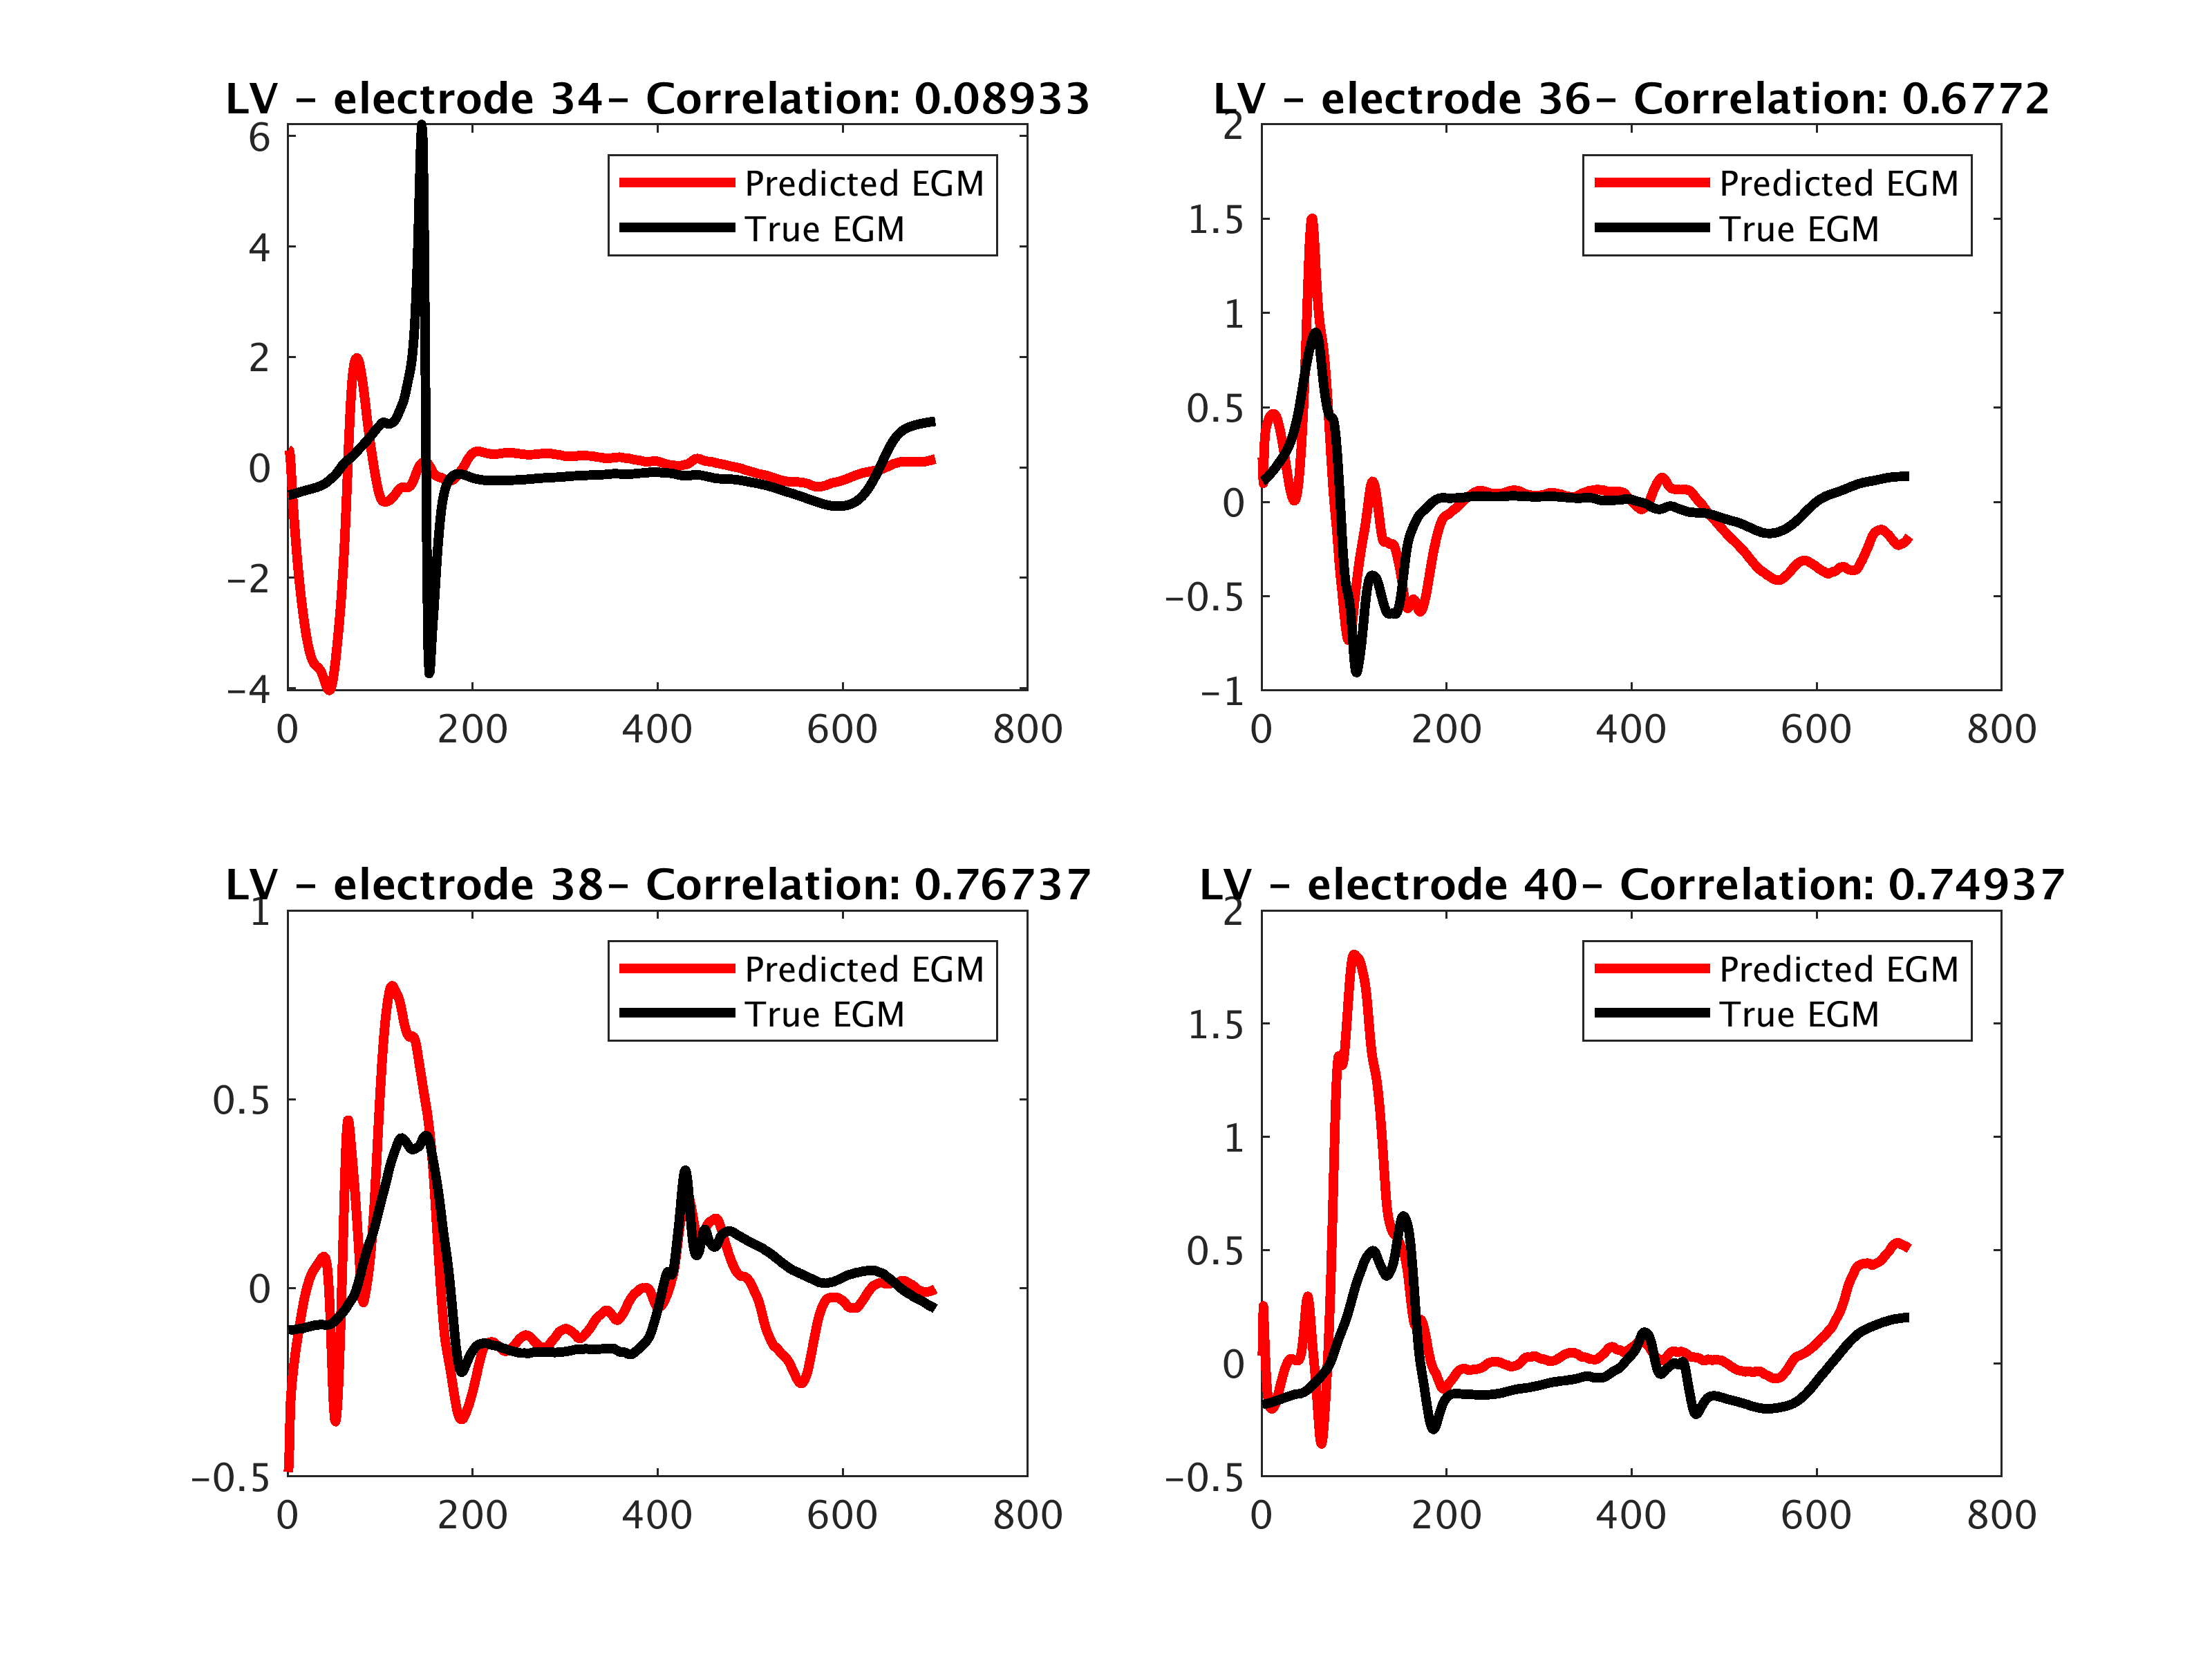 LV – electrode 34– Correlation: 0.08933
6
4
2
0
−2
−4
0 200 400 600 800
Predicted EGM
True EGM
LV – electrode 36– Correlation: 0.6772
2
1.5
1
0.5
0
−0.5
−1
0 200 400 600 800
Predicted EGM
True EGM
LV – electrode 38– Correlation: 0.76737
1
0.5
0
−0.5
0 200 400 600 800
Predicted EGM
True EGM
LV – electrode 40– Correlation: 0.74937
2
1.5
1
0.5
0
−0.5
0 200 400 600 800
Predicted EGM
True EGM